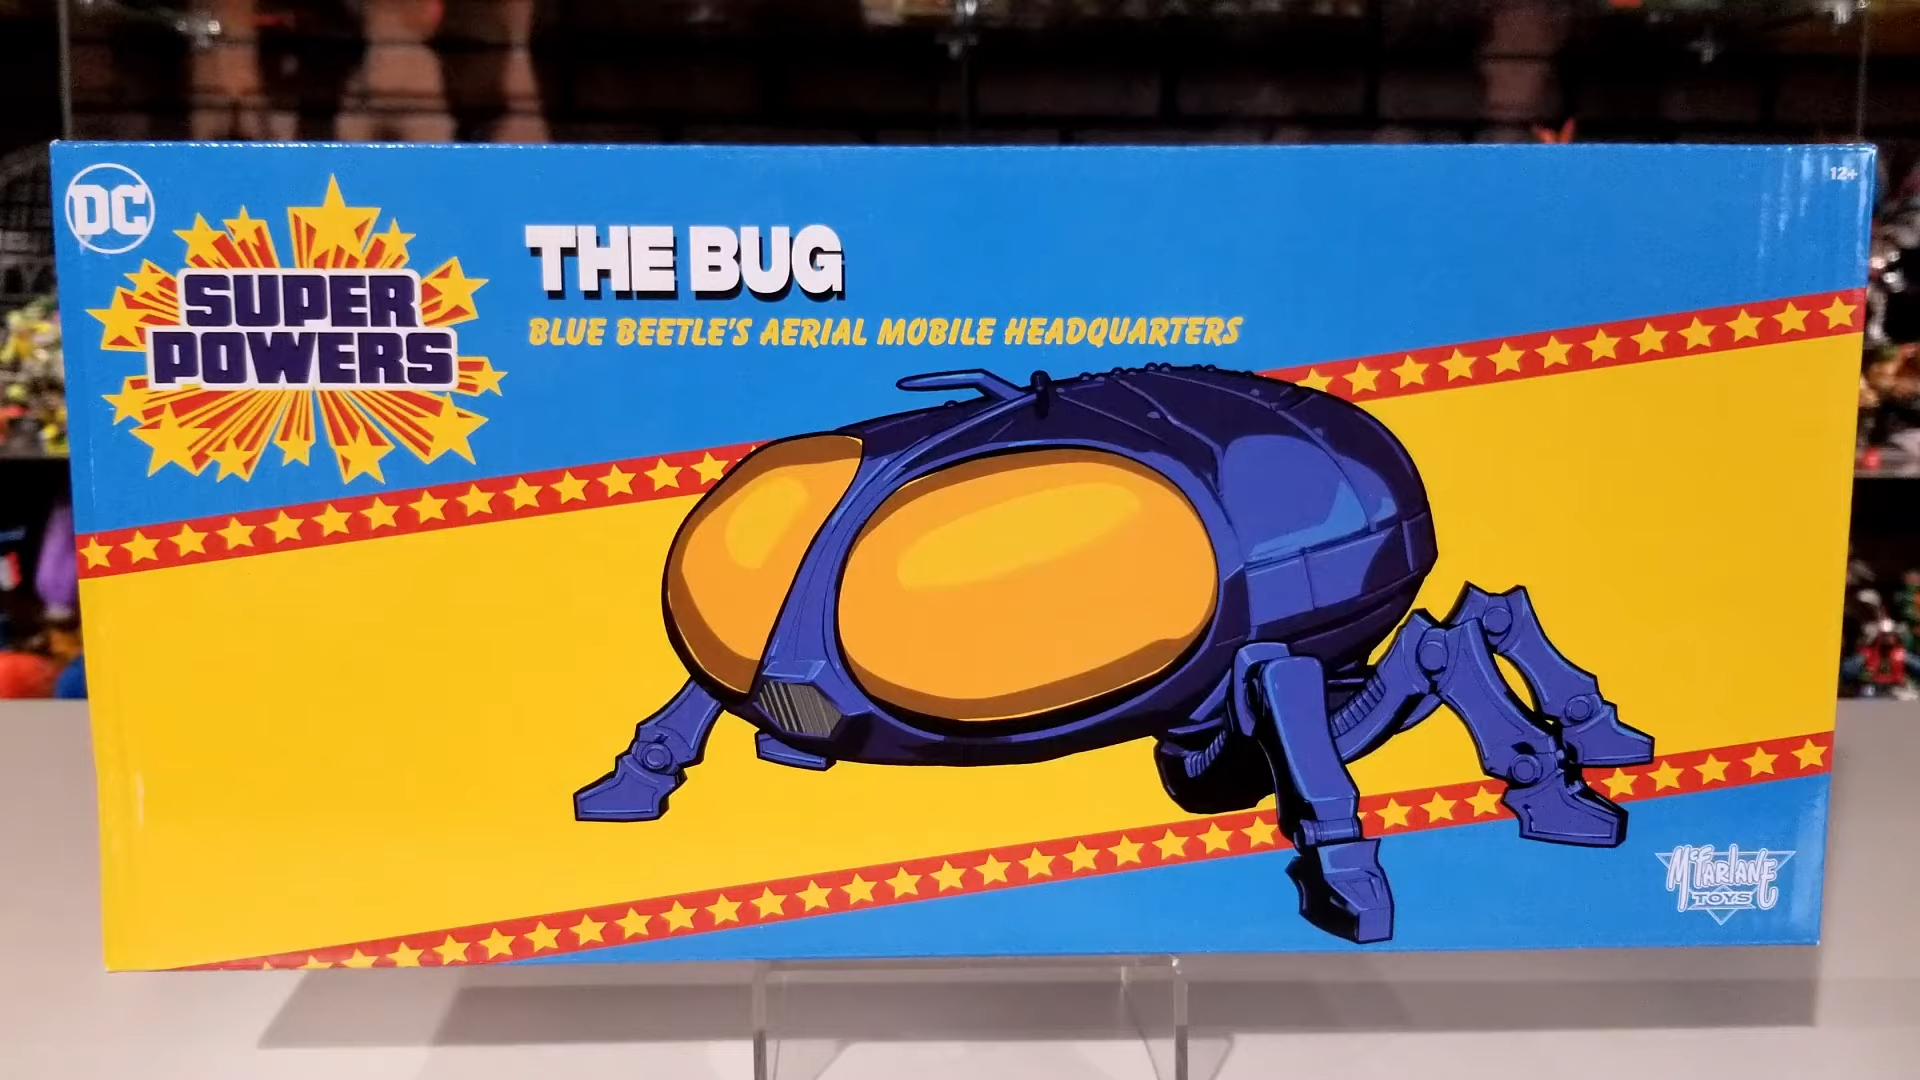 DC
12+
SUPER
POWERS
THE BUG
BLUE BEETLE'S AERIAL MOBILE HEADQUARTERS
McFARLANE
TOYS